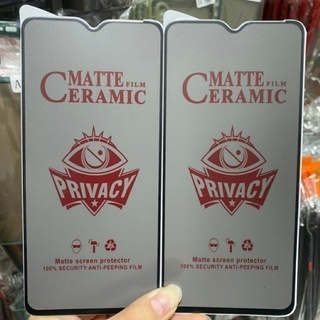 MATTE FILM
CERAMIC
PRIVACY
Matte screen protector
100% SECURITY ANTI-PEEPING FILM
MATTE FILM
CERAMIC
PRIVACY
Matte screen protector
100% SECURITY ANTI-PEEPING FILM